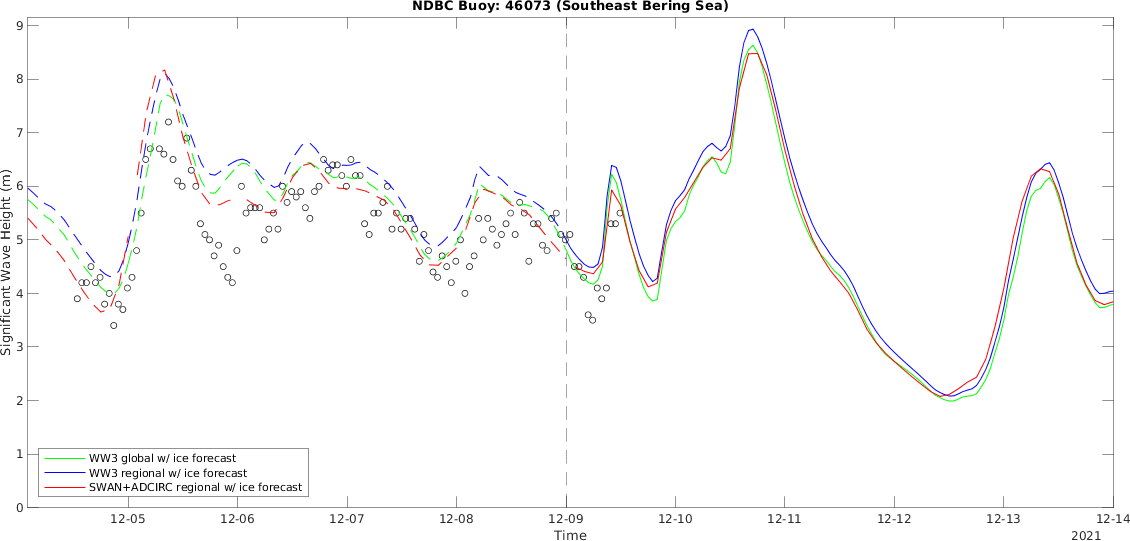 NDBC Buoy: 46073 (Southeast Bering Sea)
Significant Wave Height (m)
9
8
7
6
5
4
3
2
1
0
WW3 global w/ ice forecast
WW3 regional w/ ice forecast
SWAN+ADCIRC regional w/ ice forecast
12-05 12-06 12-07 12-08 12-09 12-10 12-11 12-12 12-13 12-14
Time
2021